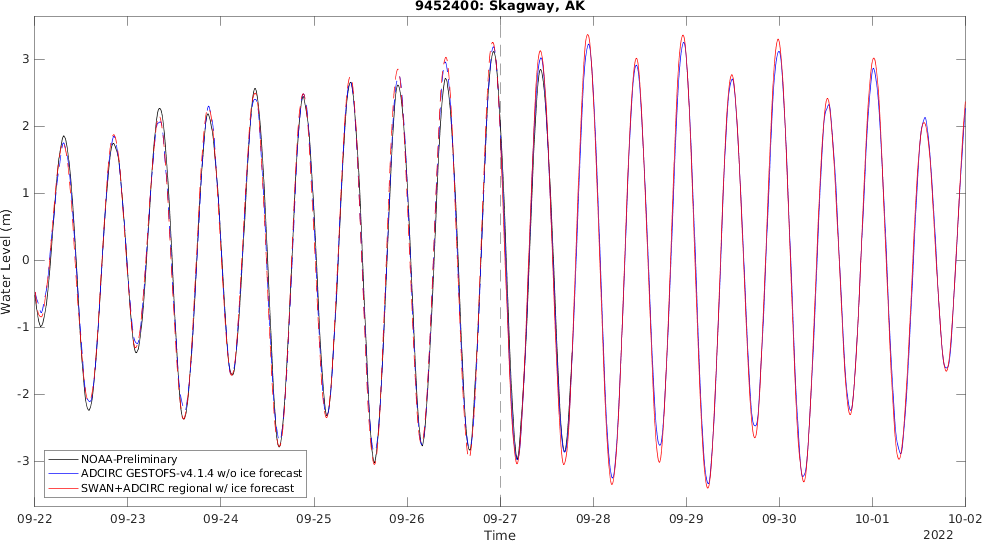 9452400: Skagway, AK
Water Level (m)
3
2
1
0
-1
-2
-3
NOAA-Preliminary
ADCIRC GESTOFS-v4.1.4 w/o ice forecast
SWAN+ADCIRC regional w/ ice forecast
09-22 09-23 09-24 09-25 09-26 09-27 09-28 09-29 09-30 10-01 10-02
Time
2022